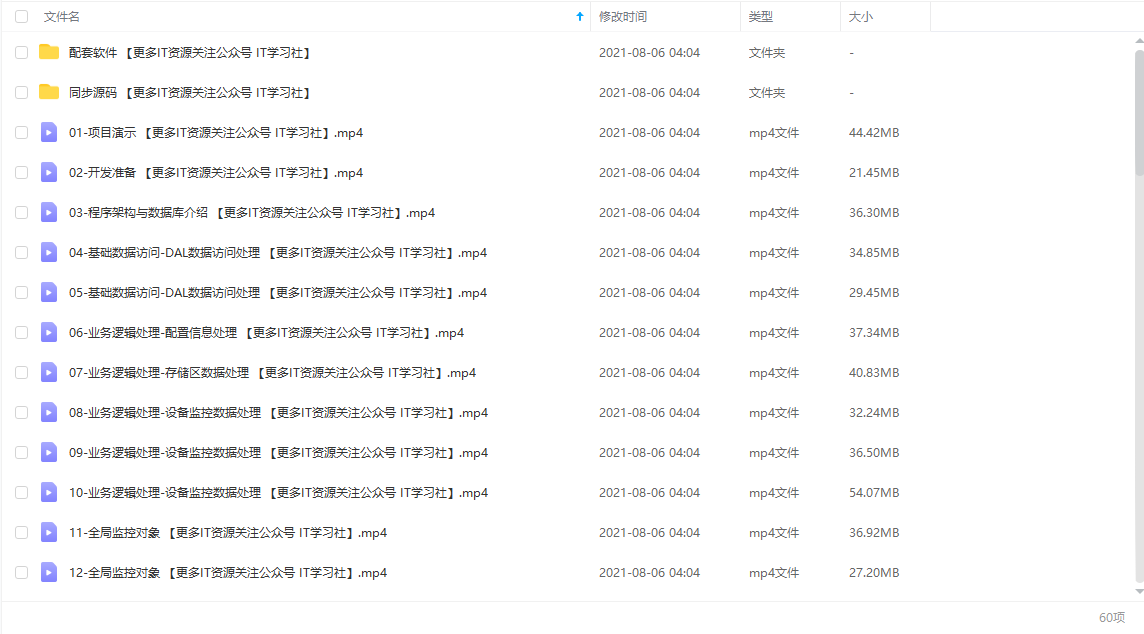 文件名 修改时间 类型 大小
配套软件 【更多IT资源关注公众号 IT学习社】 2021-08-06 04:04 文件夹 -
同步源码 【更多IT资源关注公众号 IT学习社】 2021-08-06 04:04 文件夹 -
01-项目演示 【更多IT资源关注公众号 IT学习社】.mp4 2021-08-06 04:04 mp4文件 44.42MB
02-开发准备 【更多IT资源关注公众号 IT学习社】.mp4 2021-08-06 04:04 mp4文件 21.45MB
03-程序架构与数据库介绍 【更多IT资源关注公众号 IT学习社】.mp4 2021-08-06 04:04 mp4文件 36.30MB
04-基础数据访问-DAL数据访问处理 【更多IT资源关注公众号 IT学习社】.mp4 2021-08-06 04:04 mp4文件 34.85MB
05-基础数据访问-DAL数据访问处理 【更多IT资源关注公众号 IT学习社】.mp4 2021-08-06 04:04 mp4文件 29.45MB
06-业务逻辑处理-配置信息处理 【更多IT资源关注公众号 IT学习社】.mp4 2021-08-06 04:04 mp4文件 37.34MB
07-业务逻辑处理-存储区数据处理 【更多IT资源关注公众号 IT学习社】.mp4 2021-08-06 04:04 mp4文件 40.83MB
08-业务逻辑处理-设备监控数据处理 【更多IT资源关注公众号 IT学习社】.mp4 2021-08-06 04:04 mp4文件 32.24MB
09-业务逻辑处理-设备监控数据处理 【更多IT资源关注公众号 IT学习社】.mp4 2021-08-06 04:04 mp4文件 36.50MB
10-业务逻辑处理-设备监控数据处理 【更多IT资源关注公众号 IT学习社】.mp4 2021-08-06 04:04 mp4文件 54.07MB
11-全局监控对象 【更多IT资源关注公众号 IT学习社】.mp4 2021-08-06 04:04 mp4文件 36.92MB
12-全局监控对象 【更多IT资源关注公众号 IT学习社】.mp4 2021-08-06 04:04 mp4文件 27.20MB
60项